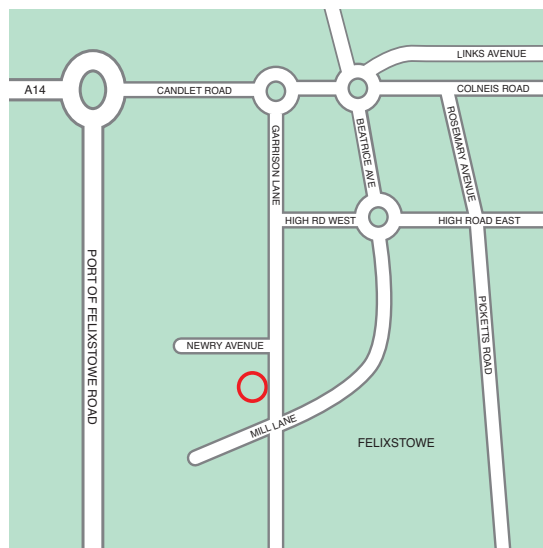 LINKS AVENUE
A14
CANDLET ROAD
COLNEIS ROAD
GARRISON LANE
BEATRICE AVE
ROSEMARY AVENUE
HIGH RD WEST
HIGH ROAD EAST
PORT OF FELIXSTOWE ROAD
PICKETTS ROAD
NEWRY AVENUE
MILL LANE
FELIXSTOWE